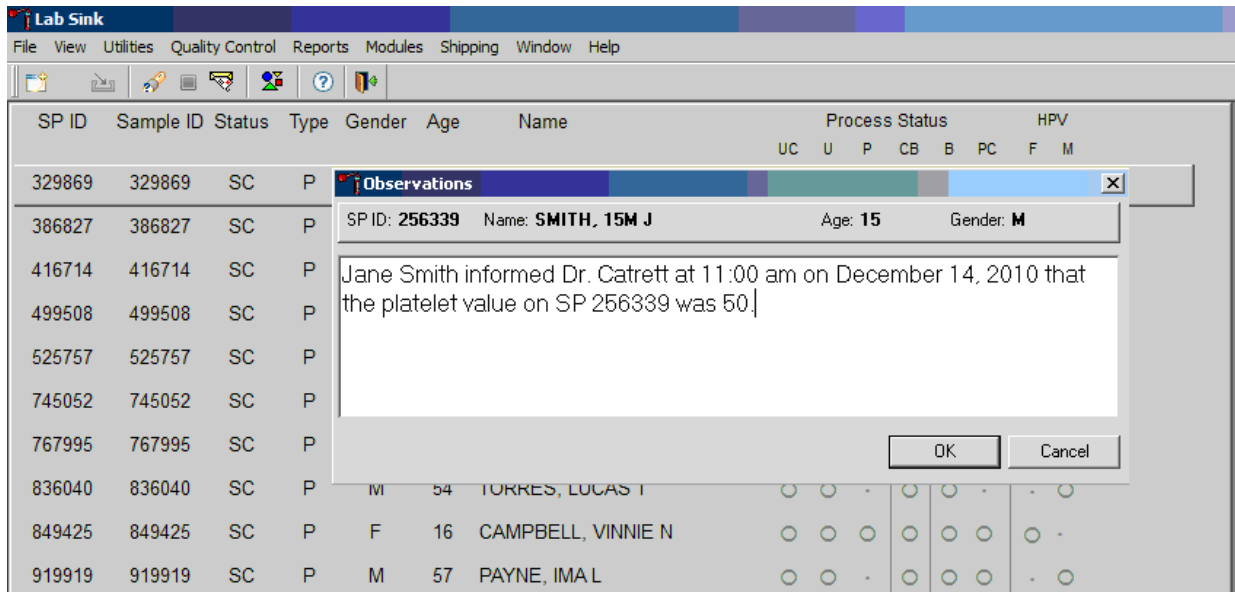 Lab Sink
File View Utilities Quality Control Reports Modules Shipping Window Help
SP ID Sample ID Status Type Gender Age Name Process Status HPV
UC U P CB B PC F M
329869 329869 SC P
Observations
386827 386827 SC P
SP ID: 256339 Name: SMITH, 15M J Age: 15 Gender: M
416714 416714 SC P
Jane Smith informed Dr. Catrett at 11:00 am on December 14, 2010 that
the platelet value on SP 256339 was 50.
499508 499508 SC P
525757 525757 SC P
745052 745052 SC P
767995 767995 SC P
OK Cancel
836040 836040 SC P M 54 TORRES, LUCAS T
849425 849425 SC P F 16 CAMPBELL, VINNIE N
919919 919919 SC P M 57 PAYNE, IMA L